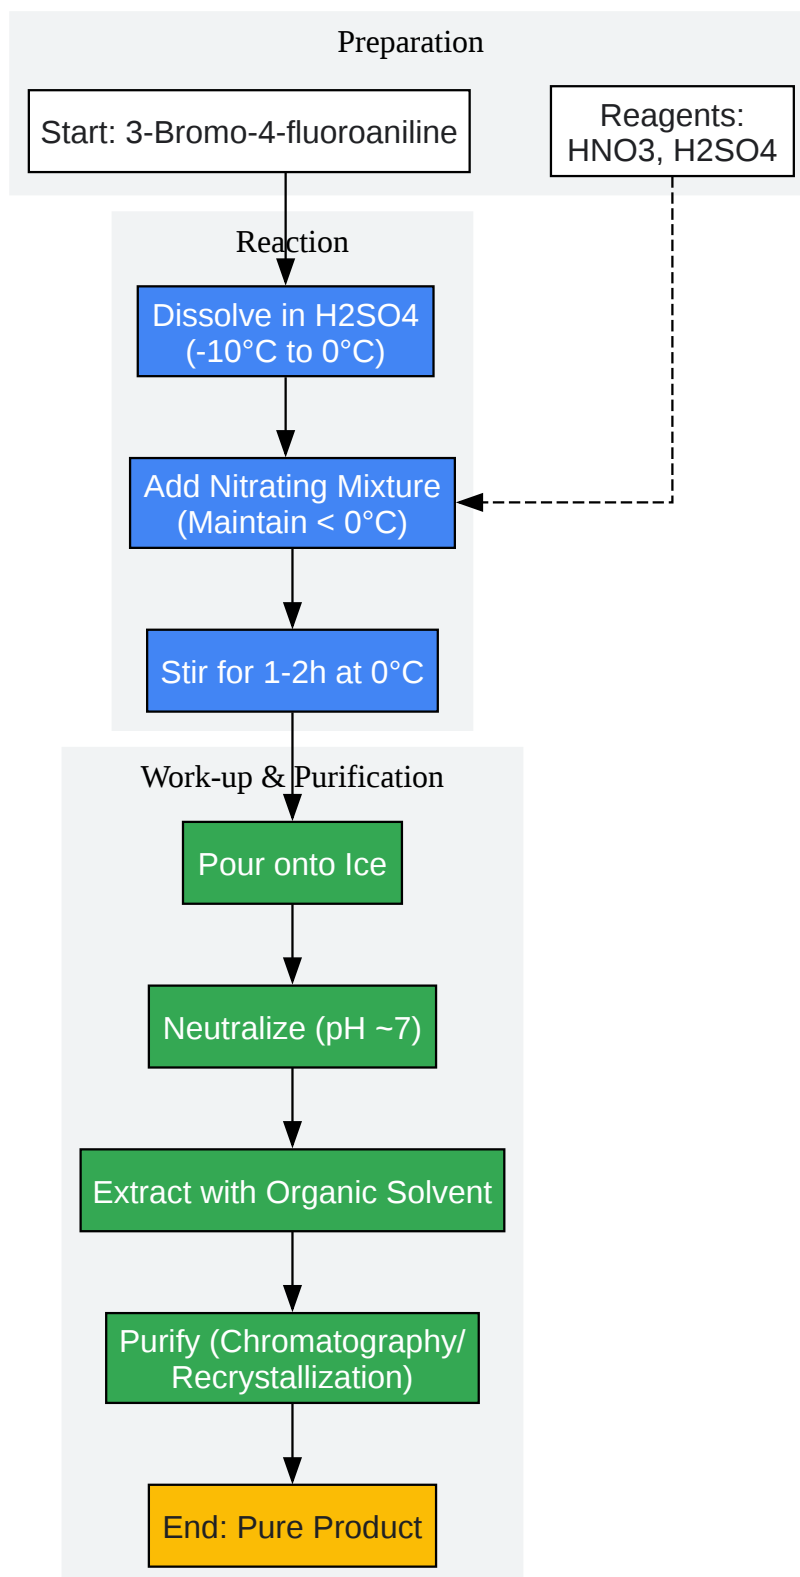 Preparation
Start: 3-Bromo-4-fluoroaniline
Reagents:
HNO3, H2SO4
Reaction
Dissolve in H2SO4
(-10°C to 0°C)
Add Nitrating Mixture
(Maintain < 0°C)
Stir for 1-2h at 0°C
Work-up & Purification
Pour onto Ice
Neutralize (pH ~7)
Extract with Organic Solvent
Purify (Chromatography/
Recrystallization)
End: Pure Product